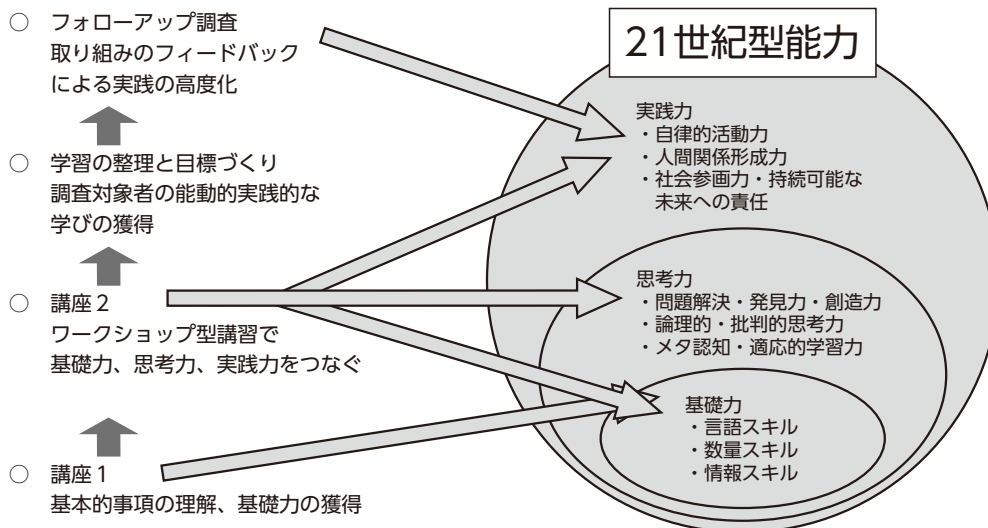 ○ フォローアップ調査
取り組みのフィードバック
による実践の高度化
○ 学習の整理と目標づくり
調査対象者の能動的実践的な
学びの獲得
○ 講座2
ワークショップ型講習で
基礎力、思考力、実践力をつなぐ
○ 講座1
基本的事項の理解、基礎力の獲得
21世紀型能力
実践力
・自律的活動力
・人間関係形成力
・社会参画力・持続可能な
未来への責任
思考力
・問題解決・発見力・創造力
・論理的・批判的思考力
・メタ認知・適応的学習力
基礎力
・言語スキル
・数量スキル
・情報スキル